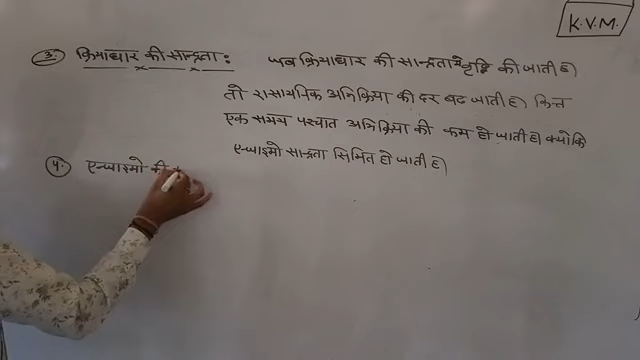 K.V.M.
3. क्रियाधार की सान्द्रता : जब क्रियाधार की सान्द्रता मे वृद्धि की जाती है।
तो रासायनिक अभिक्रिया की दर बढ जाती है। किन्त
एक समय पश्चात अभिक्रिया की कम हो जाती है। क्योकि
एन्जाइमो सान्द्रता सिमित हो जाती है।
4. एन्जाइमो की